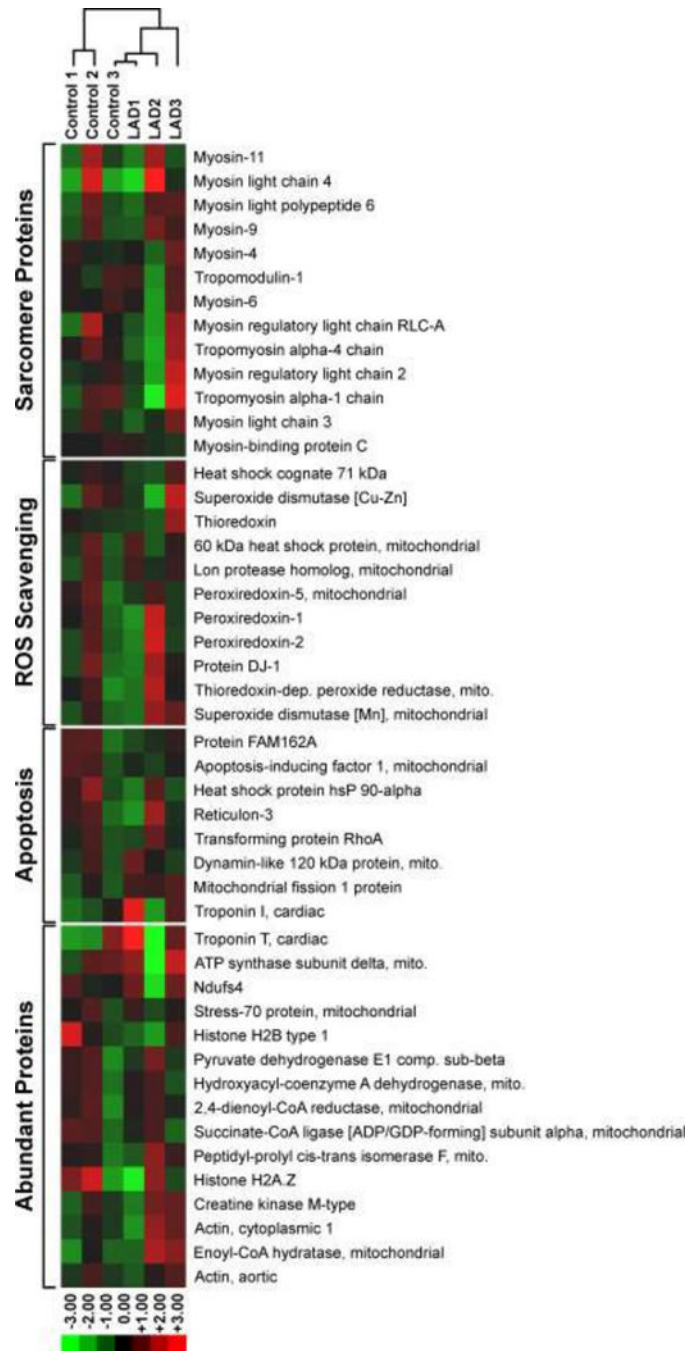 Control 1
Control 2
Control 3
LAD1
LAD2
LAD3
Sarcomere Proteins
Myosin-11
Myosin light chain 4
Myosin light polypeptide 6
Myosin-9
Myosin-4
Tropomodulin-1
Myosin-6
Myosin regulatory light chain RLC-A
Tropomyosin alpha-4 chain
Myosin regulatory light chain 2
Tropomyosin alpha-1 chain
Myosin light chain 3
Myosin-binding protein C
ROS Scavenging
Heat shock cognate 71 kDa
Superoxide dismutase [Cu-Zn]
Thioredoxin
60 kDa heat shock protein, mitochondrial
Lon protease homolog, mitochondrial
Peroxiredoxin-5, mitochondrial
Peroxiredoxin-1
Peroxiredoxin-2
Protein DJ-1
Thioredoxin-dep. peroxide reductase, mito.
Superoxide dismutase [Mn], mitochondrial
Apoptosis
Protein FAM162A
Apoptosis-inducing factor 1, mitochondrial
Heat shock protein hsP 90-alpha
Reticulon-3
Transforming protein RhoA
Dynamin-like 120 kDa protein, mito.
Mitochondrial fission 1 protein
Troponin I, cardiac
Abundant Proteins
Troponin T, cardiac
ATP synthase subunit delta, mito.
Ndufs4
Stress-70 protein, mitochondrial
Histone H2B type 1
Pyruvate dehydrogenase E1 comp. sub-beta
Hydroxyacyl-coenzyme A dehydrogenase, mito.
2,4-dienoyl-CoA reductase, mitochondrial
Succinate-CoA ligase [ADP/GDP-forming] subunit alpha, mitochondrial
Peptidyl-prolyl cis-trans isomerase F, mito.
Histone H2A.Z
Creatine kinase M-type
Actin, cytoplasmic 1
Enoyl-CoA hydratase, mitochondrial
Actin, aortic
-3.00
-2.00
-1.00
0.00
+1.00
+2.00
+3.00